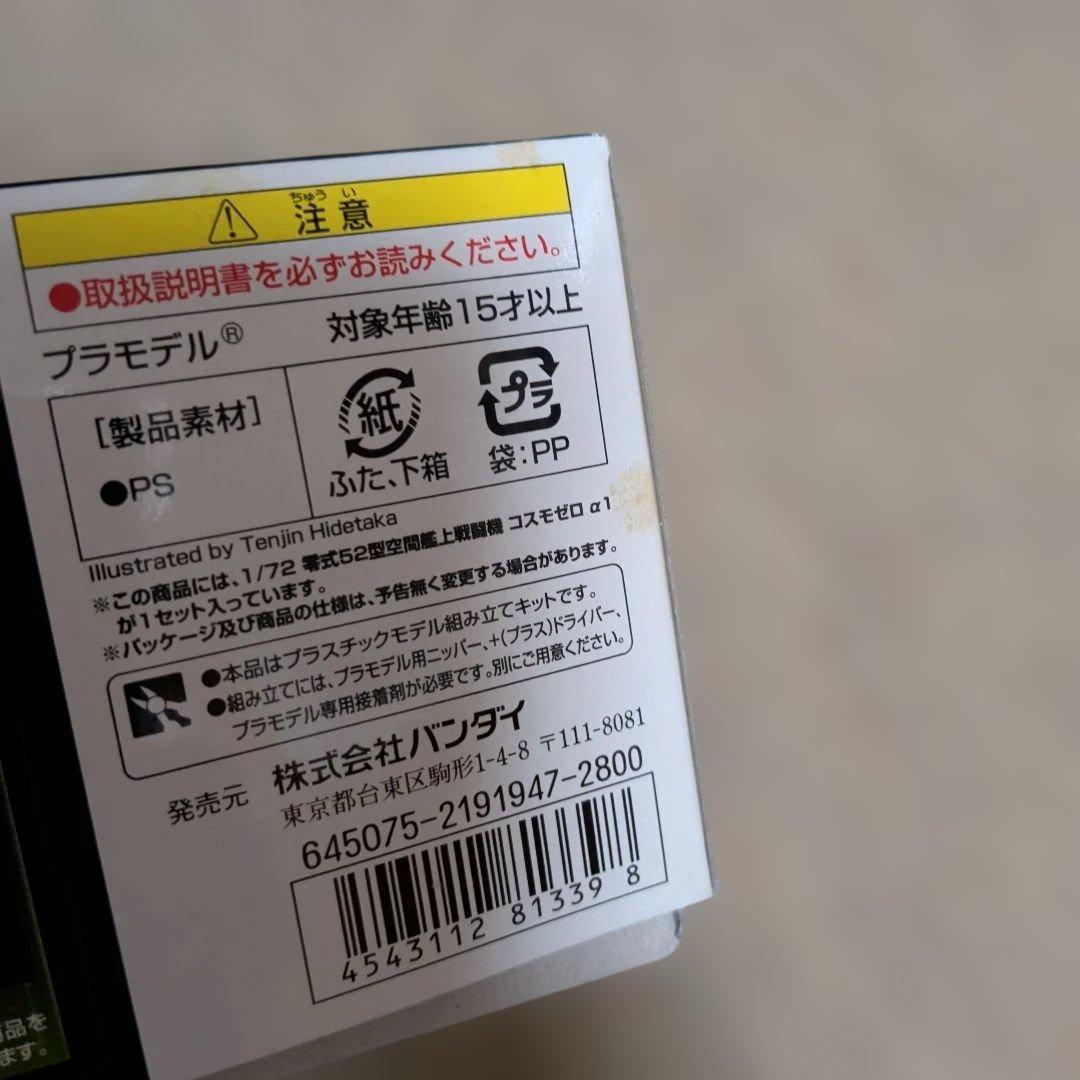 ちゅう い
注意
●取扱説明書を必ずお読みください。
プラモデル® 対象年齢15才以上
[製品素材]
●PS
紙
ふた、下箱
プラ
袋:PP
Illustrated by Tenjin Hidetaka
※この商品には、1/72 零式52型空間艦上戦闘機 コスモゼロ α1
が1セット入っています。
※パッケージ及び商品の仕様は、予告無く変更する場合があります。
●本品はプラスチックモデル組み立てキットです。
●組み立てには、プラモデル用ニッパー、+(プラス)ドライバー、
プラモデル専用接着剤が必要です。別にご用意ください。
発売元 株式会社バンダイ
東京都台東区駒形1-4-8 〒111-8081
645075-2191947-2800
4543112 813398
商品を
ます。